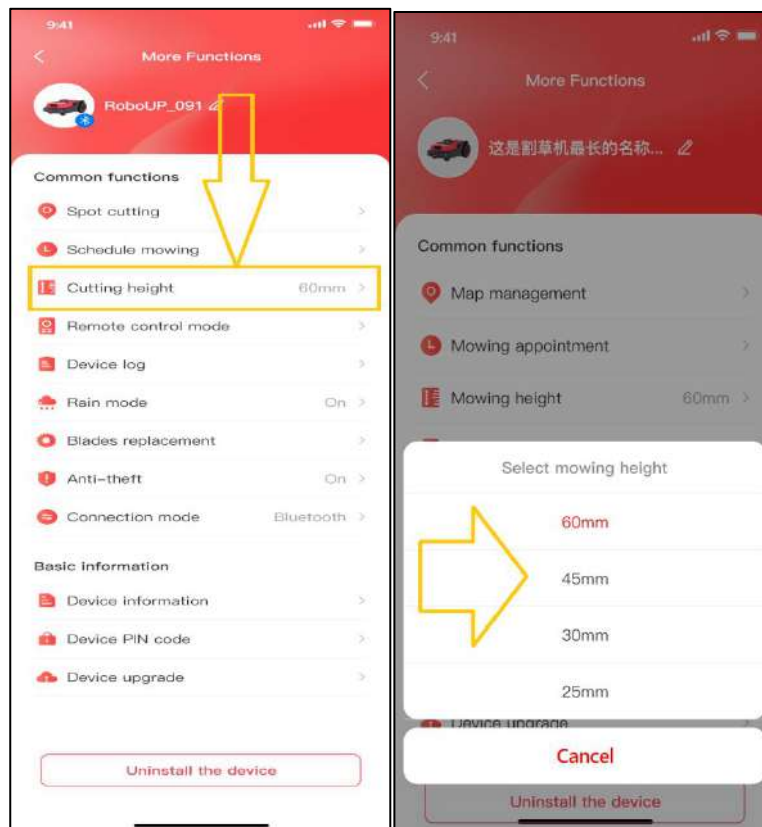 9:41
More Functions
RoboUP_091
Common functions
Spot cutting
Schedule mowing
Cutting height 60mm
Remote control mode
Device log
Rain mode On
Blades replacement
Anti-theft On
Connection mode Bluetooth
Basic information
Device information
Device PIN code
Device upgrade
Uninstall the device
9:41
More Functions
这是割草机最长的名称...
Common functions
Map management
Mowing appointment
Mowing height 60mm
Select mowing height
60mm
45mm
30mm
25mm
Device upgrade
Cancel
Uninstall the device